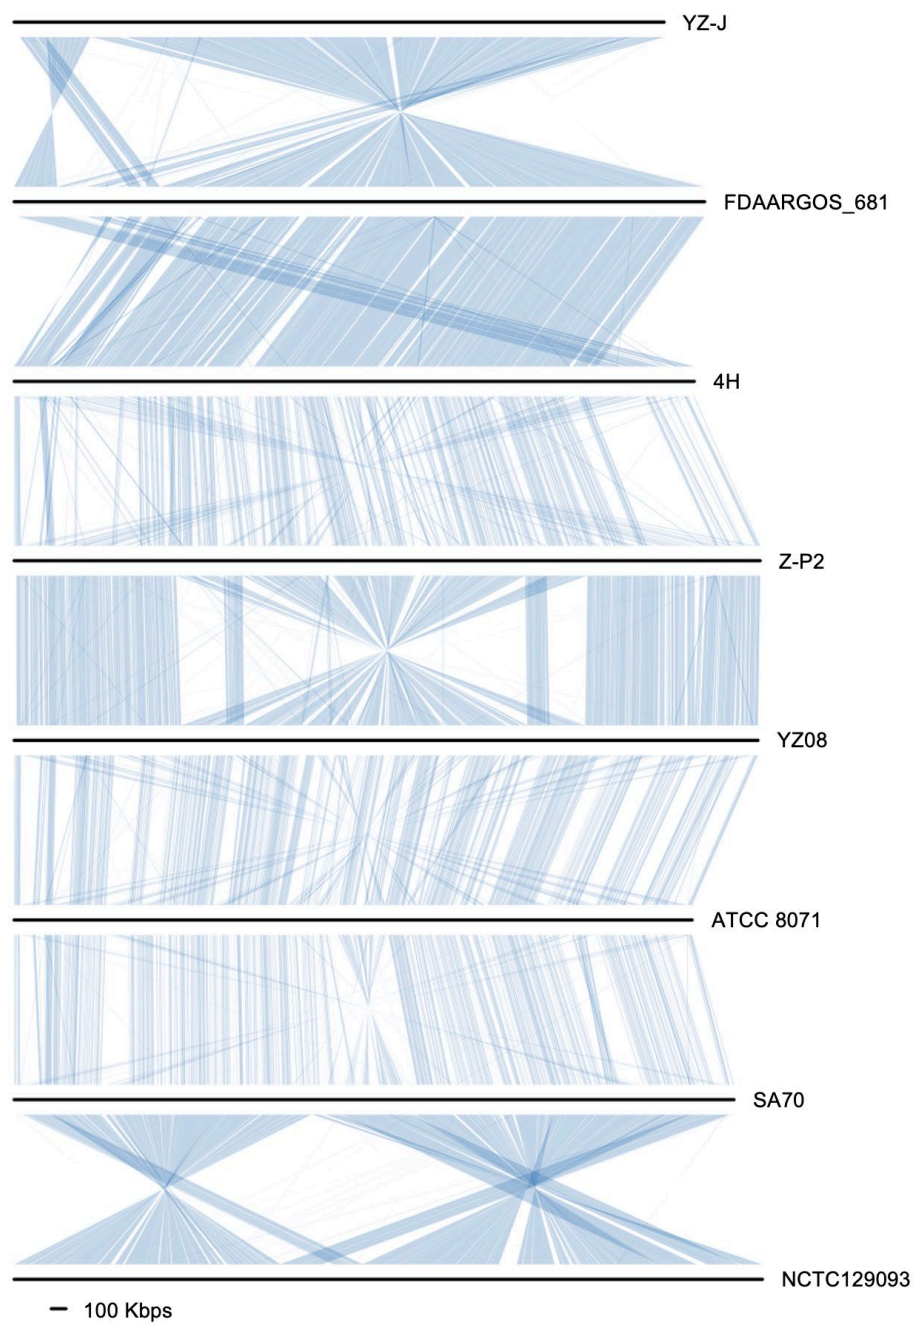 YZ-J
FDAARGOS_681
4H
Z-P2
YZ08
ATCC 8071
SA70
NCTC129093
100 Kbps